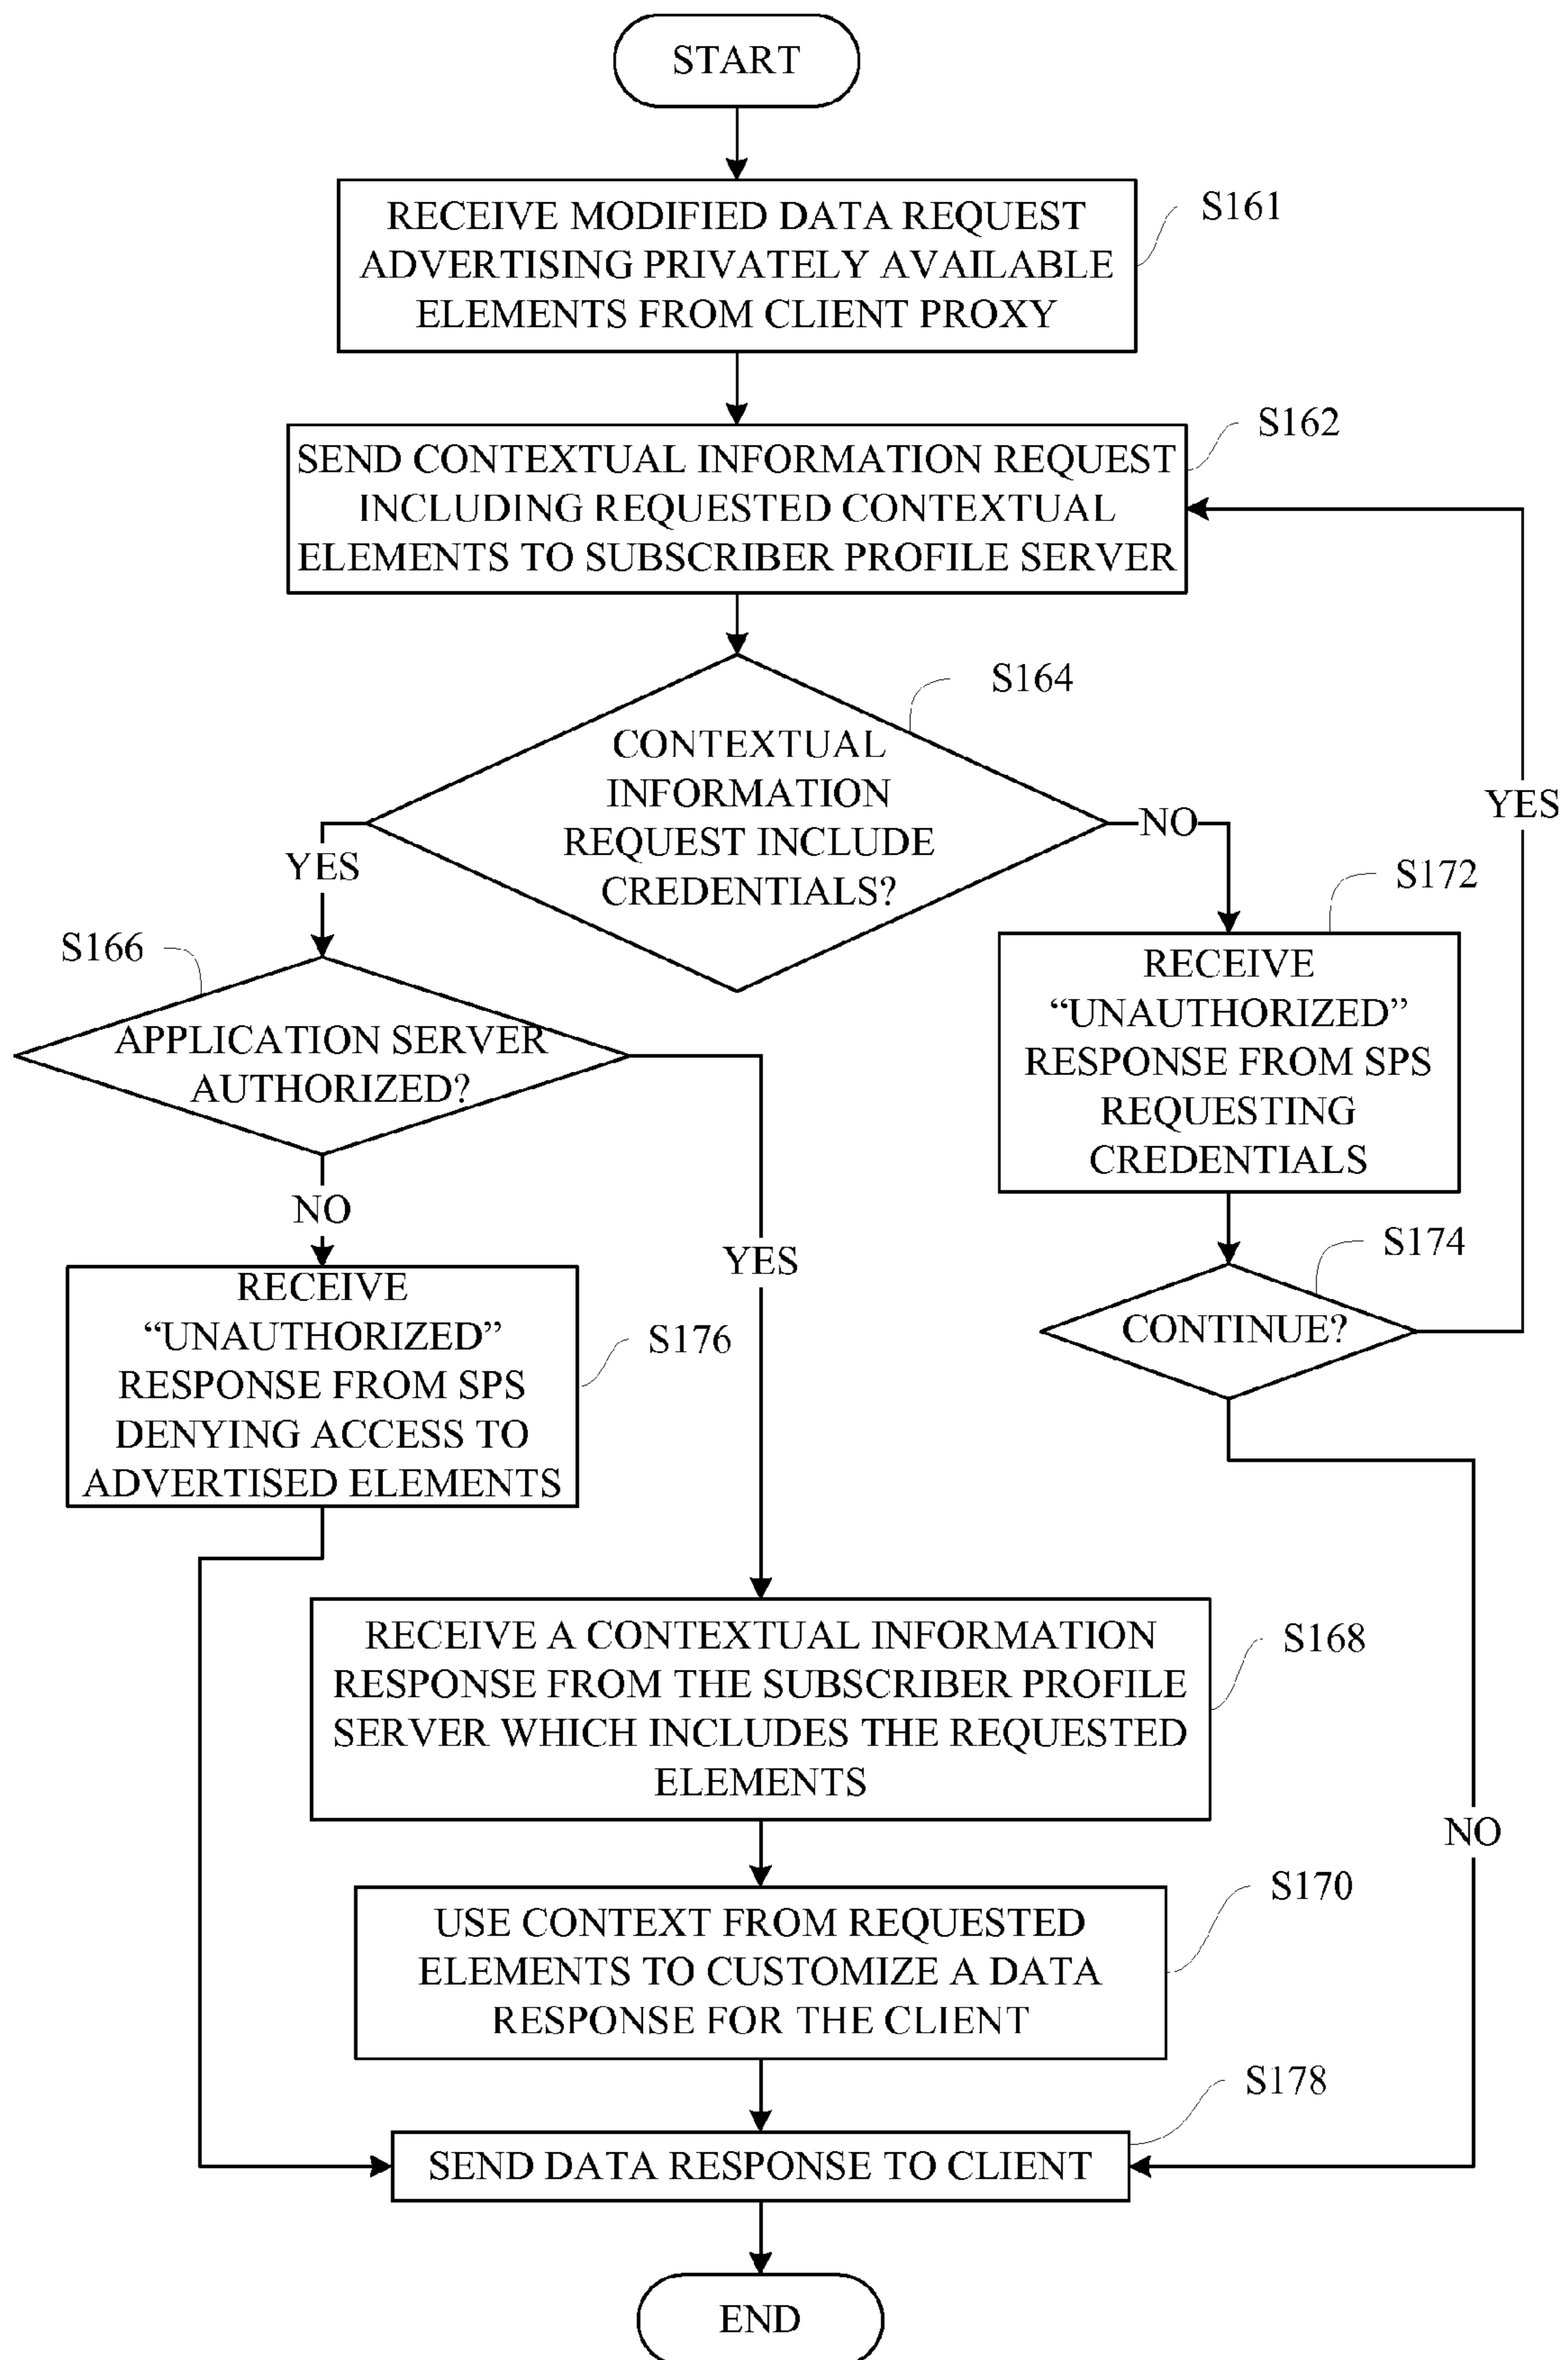 START
RECEIVE MODIFIED DATA REQUEST
ADVERTISING PRIVATELY AVAILABLE
ELEMENTS FROM CLIENT PROXY
S161
SEND CONTEXTUAL INFORMATION REQUEST
INCLUDING REQUESTED CONTEXTUAL
ELEMENTS TO SUBSCRIBER PROFILE SERVER
S162
CONTEXTUAL
INFORMATION
REQUEST INCLUDE
CREDENTIALS?
S164
YES
NO
YES
S166
APPLICATION SERVER
AUTHORIZED?
S172
RECEIVE
“UNAUTHORIZED”
RESPONSE FROM SPS
REQUESTING
CREDENTIALS
NO
YES
S174
CONTINUE?
RECEIVE
“UNAUTHORIZED”
RESPONSE FROM SPS
DENYING ACCESS TO
ADVERTISED ELEMENTS
S176
RECEIVE A CONTEXTUAL INFORMATION
RESPONSE FROM THE SUBSCRIBER PROFILE
SERVER WHICH INCLUDES THE REQUESTED
ELEMENTS
S168
NO
USE CONTEXT FROM REQUESTED
ELEMENTS TO CUSTOMIZE A DATA
RESPONSE FOR THE CLIENT
S170
SEND DATA RESPONSE TO CLIENT
S178
END